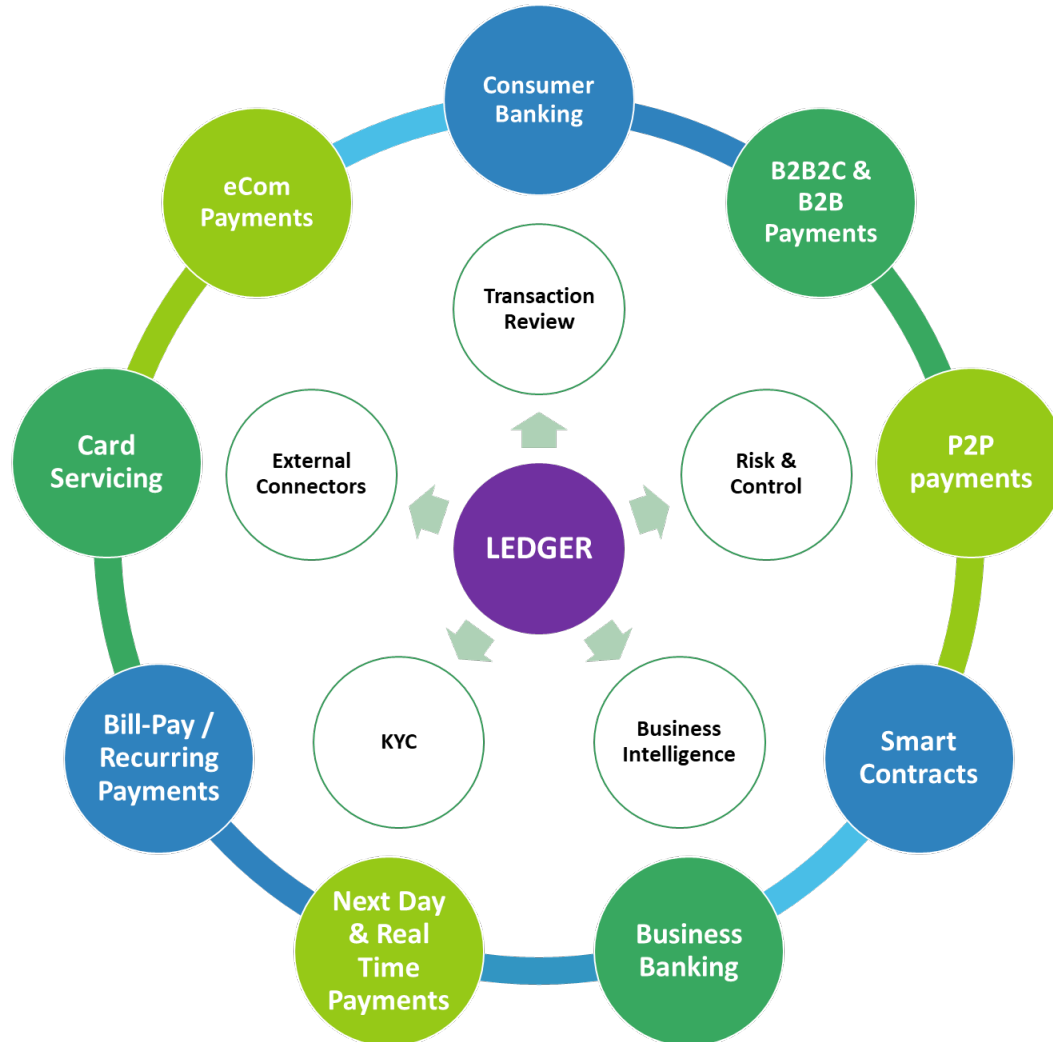 Consumer
Banking
eCom
Payments
B2B2C &
B2B
Payments
Transaction
Review
Card
Servicing
External
Connectors
Risk &
Control
P2P
payments
LEDGER
Bill-Pay /
Recurring
Payments
KYC
Business
Intelligence
Smart
Contracts
Next Day
& Real
Time
Payments
Business
Banking